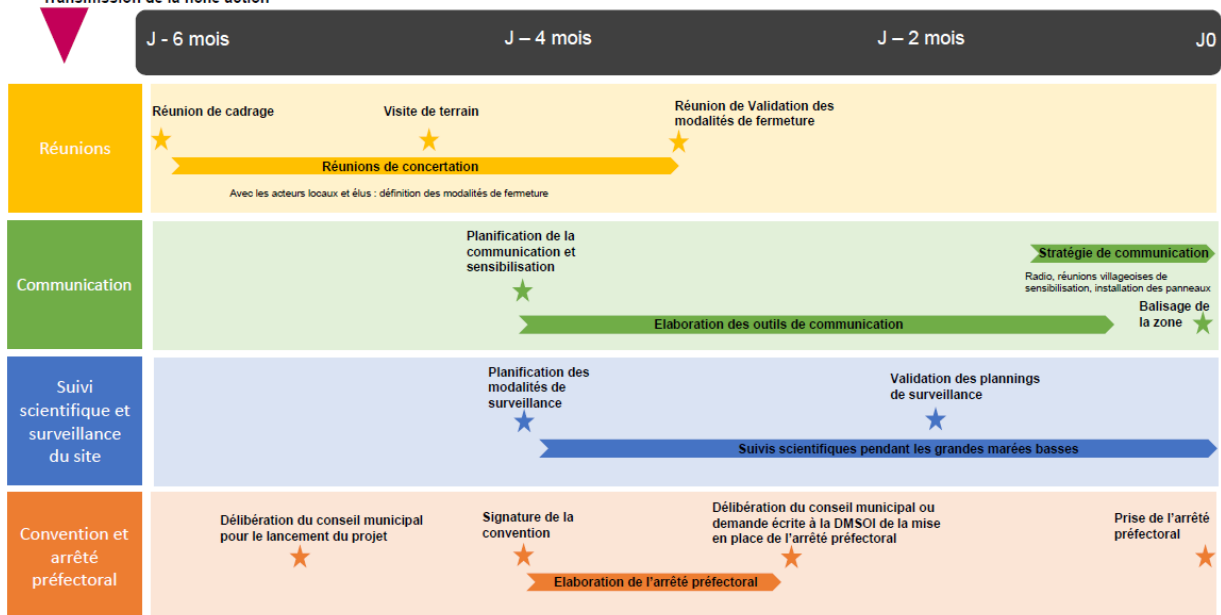 Transmission de la fiche action
J - 6 mois
J – 4 mois
J – 2 mois
J0
Réunions
Réunion de cadrage
Visite de terrain
Réunion de Validation des
modalités de fermeture
Réunions de concertation
Avec les acteurs locaux et élus : définition des modalités de fermeture
Communication
Planification de la
communication et
sensibilisation
Stratégie de communication
Radio, réunions villageoises de
sensibilisation, installation des panneaux
Balisage de
la zone
Elaboration des outils de communication
Suivi
scientifique et
surveillance
du site
Planification des
modalités de
surveillance
Validation des plannings
de surveillance
Suivis scientifiques pendant les grandes marées basses
Convention et
arrêté
préfectoral
Délibération du conseil municipal
pour le lancement du projet
Signature de la
convention
Délibération du conseil municipal ou
demande écrite à la DMSOI de la mise
en place de l’arrêté préfectoral
Prise de l’arrêté
préfectoral
Elaboration de l’arrêté préfectoral